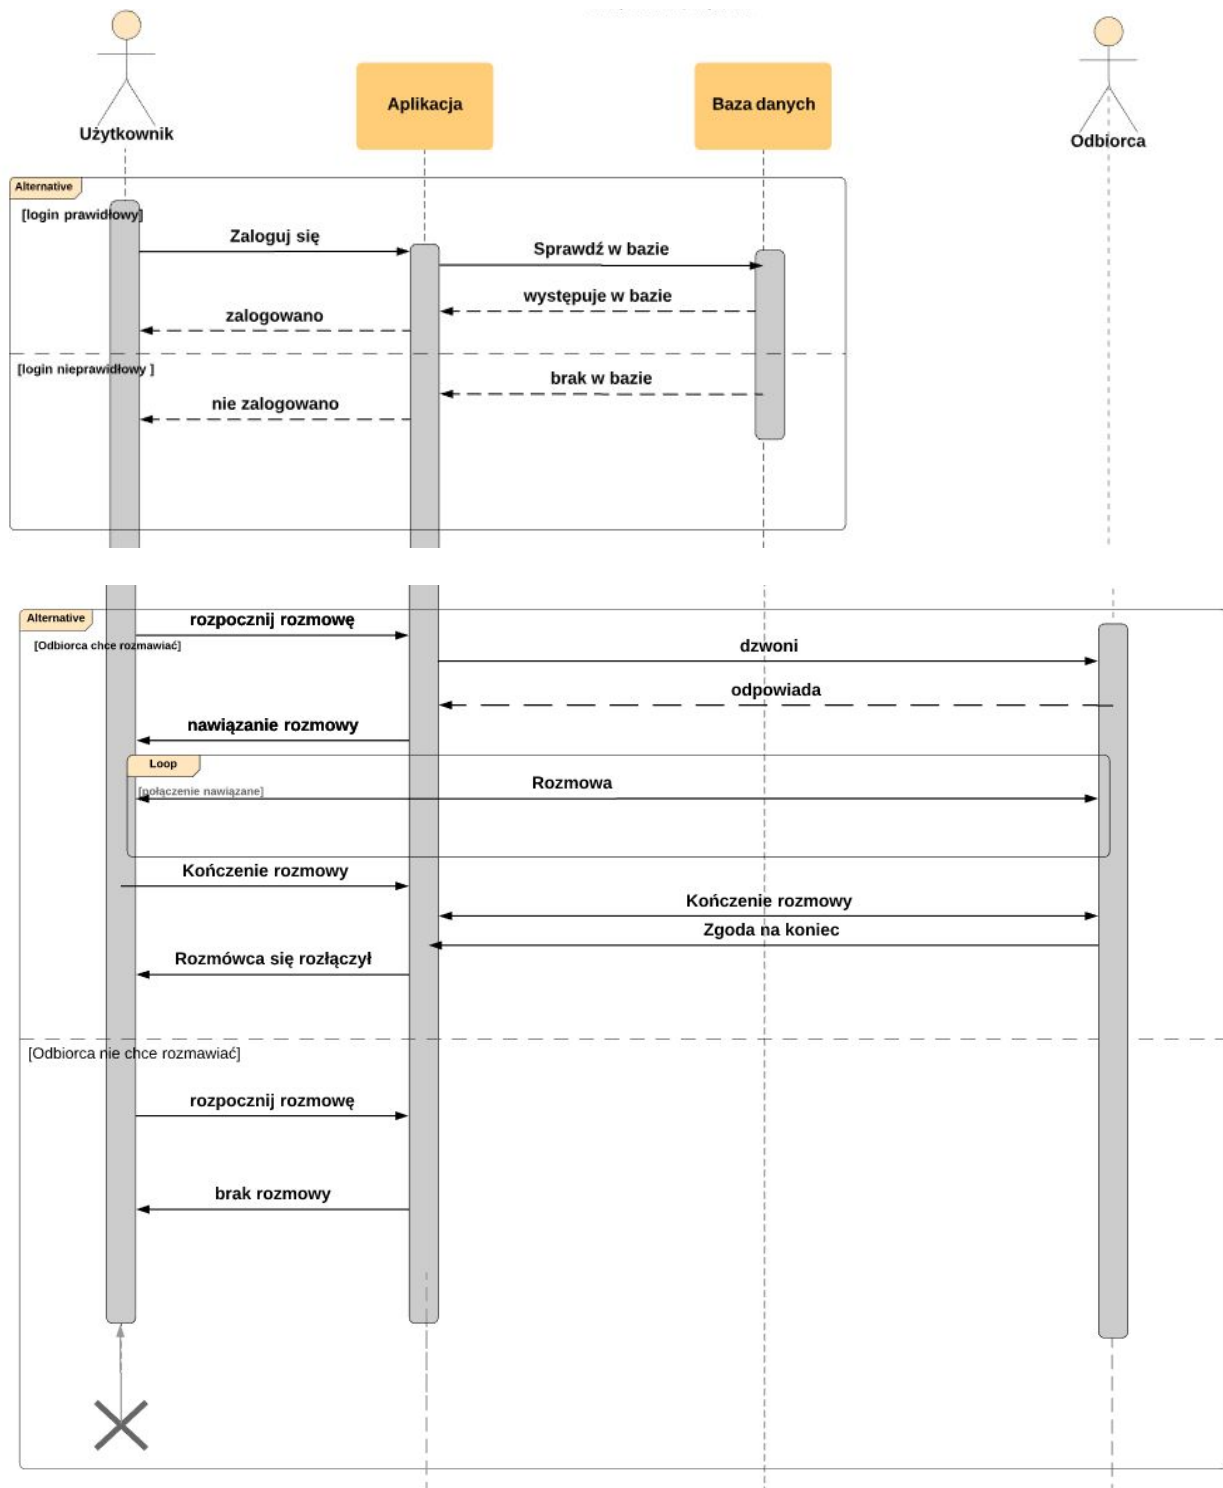 Użytkownik
Aplikacja
Baza danych
Odbiorca
Alternative
[login prawidłowy]
Zaloguj się
Sprawdź w bazie
występuje w bazie
zalogowano
[login nieprawidłowy ]
brak w bazie
nie zalogowano
Alternative
rozpocznij rozmowę
[Odbiorca chce rozmawiać]
dzwoni
odpowiada
nawiązanie rozmowy
Loop
[połączenie nawiązane]
Rozmowa
Kończenie rozmowy
Kończenie rozmowy
Zgoda na koniec
Rozmówca się rozłączył
[Odbiorca nie chce rozmawiać]
rozpocznij rozmowę
brak rozmowy